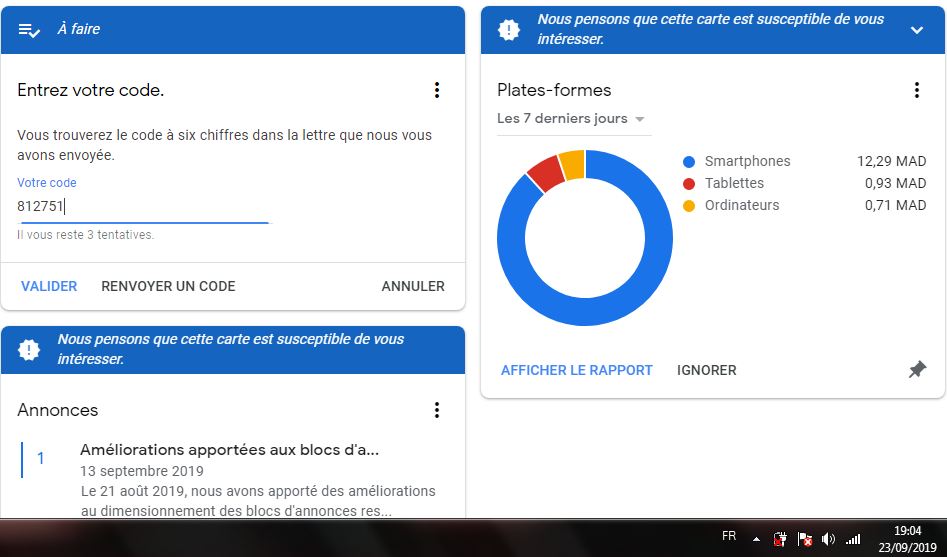 À faire
Entrez votre code.
Vous trouverez le code à six chiffres dans la lettre que nous vous
avons envoyée.
Votre code
812751
Il vous reste 3 tentatives.
VALIDER RENVOYER UN CODE ANNULER
Nous pensons que cette carte est susceptible de vous
intéresser.
Annonces
1
Améliorations apportées aux blocs d'a...
13 septembre 2019
Le 21 août 2019, nous avons apporté des améliorations
au dimensionnement des blocs d'annonces res...
Nous pensons que cette carte est susceptible de vous
intéresser.
Plates-formes
Les 7 derniers jours
Smartphones 12,29 MAD
Tablettes 0,93 MAD
Ordinateurs 0,71 MAD
AFFICHER LE RAPPORT IGNORER
FR
19:04
23/09/2019